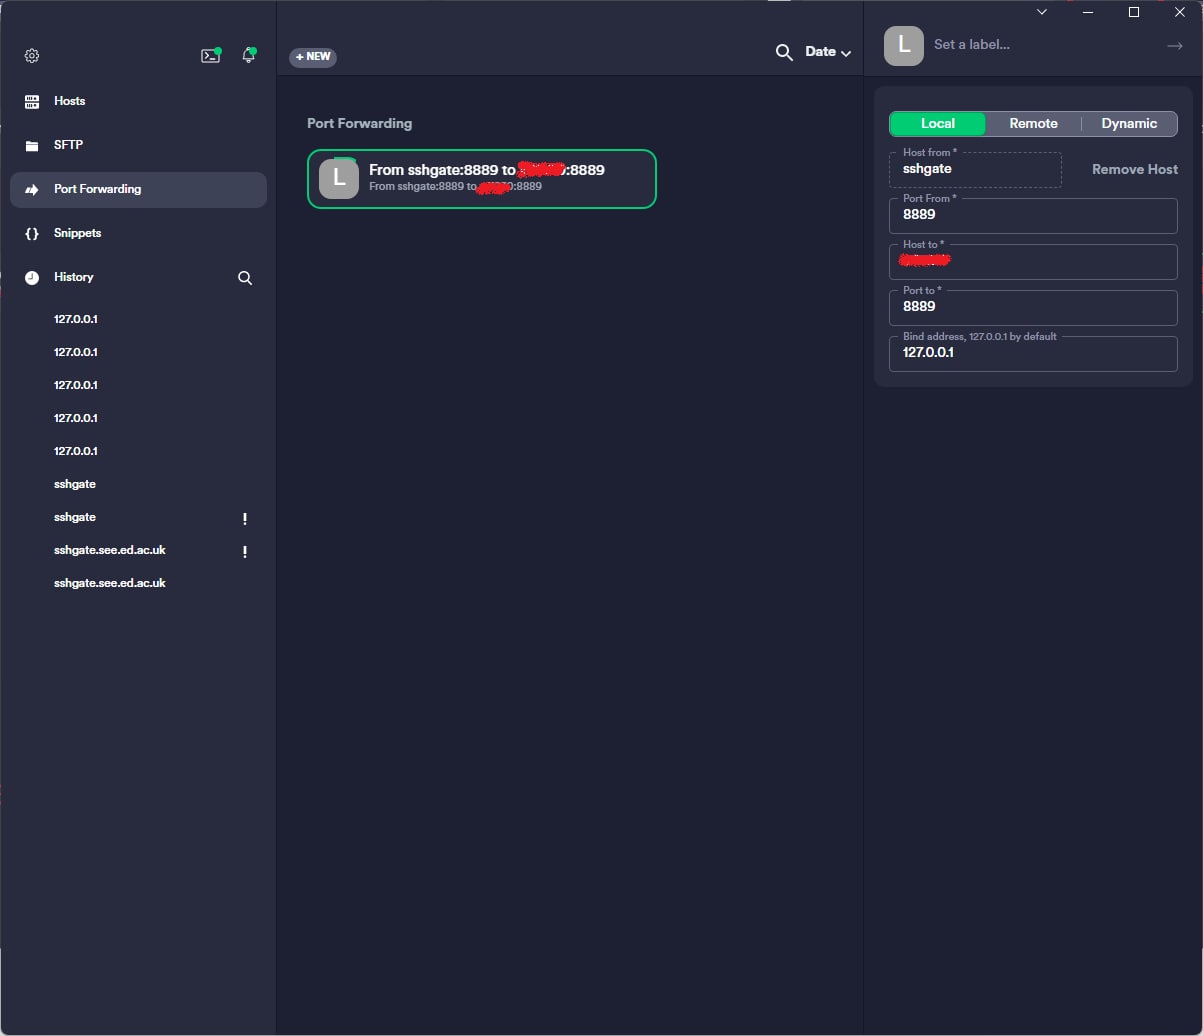 Hosts
SFTP
Port Forwarding
Snippets
History
127.0.0.1
127.0.0.1
127.0.0.1
127.0.0.1
127.0.0.1
sshgate
sshgate !
sshgate.see.ed.ac.uk !
sshgate.see.ed.ac.uk
+ NEW
Date
Port Forwarding
L
From sshgate:8889 to :8889
From sshgate:8889 to :8889
L
Set a label...
Local Remote Dynamic
Host from *
sshgate
Remove Host
Port From *
8889
Host to *
Port to *
8889
Bind address, 127.0.0.1 by default
127.0.0.1